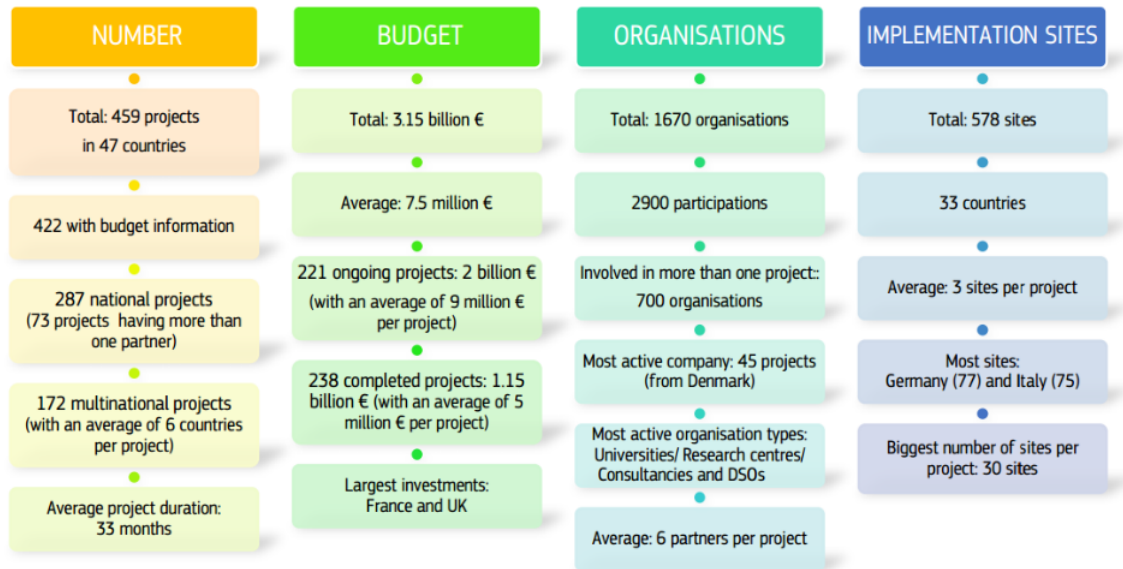 NUMBER
Total: 459 projects
in 47 countries
422 with budget information
287 national projects
(73 projects having more than
one partner)
172 multinational projects
(with an average of 6 countries
per project)
Average project duration:
33 months
BUDGET
Total: 3.15 billion €
Average: 7.5 million €
221 ongoing projects: 2 billion €
(with an average of 9 million €
per project)
238 completed projects: 1.15
billion € (with an average of 5
million € per project)
Largest investments:
France and UK
ORGANISATIONS
Total: 1670 organisations
2900 participations
Involved in more than one project::
700 organisations
Most active company: 45 projects
(from Denmark)
Most active organisation types:
Universities/ Research centres/
Consultancies and DSOs
Average: 6 partners per project
IMPLEMENTATION SITES
Total: 578 sites
33 countries
Average: 3 sites per project
Most sites:
Germany (77) and Italy (75)
Biggest number of sites per
project: 30 sites